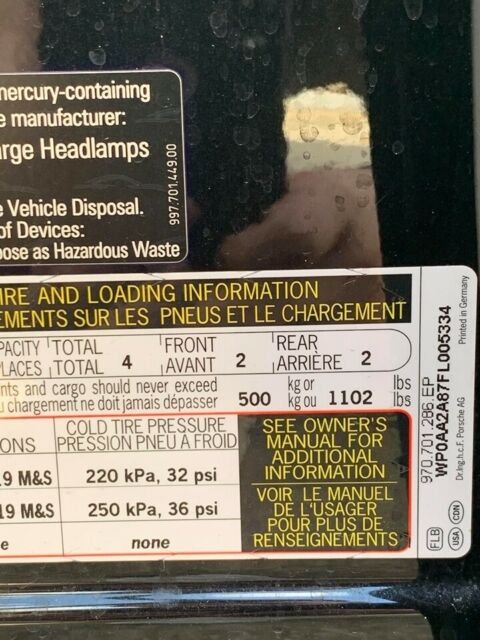 mercury-containing
e manufacturer:
arge Headlamps
e Vehicle Disposal.
of Devices:
pose as Hazardous Waste
997.701.449.00
IRE AND LOADING INFORMATION
EMENTS SUR LES PNEUS ET LE CHARGEMENT
PACITY TOTAL 4 FRONT 2 REAR 2
PLACES TOTAL AVANT ARRIÈRE
nts and cargo should never exceed 500 kg or 1102 lbs
u chargement ne doit jamais dépasser kg ou lbs
COLD TIRE PRESSURE
ONS PRESSION PNEU A FROID
.9 M&S 220 kPa, 32 psi
19 M&S 250 kPa, 36 psi
e none
SEE OWNER'S
MANUAL FOR
ADDITIONAL
INFORMATION
VOIR LE MANUEL
DE L'USAGER
POUR PLUS DE
RENSEIGNEMENTS
970.701.286.EP
WP0AA2A87FL005334
Dr.Ing.h.c.F. Porsche AG
Printed in Germany
FLB
USA
CDN